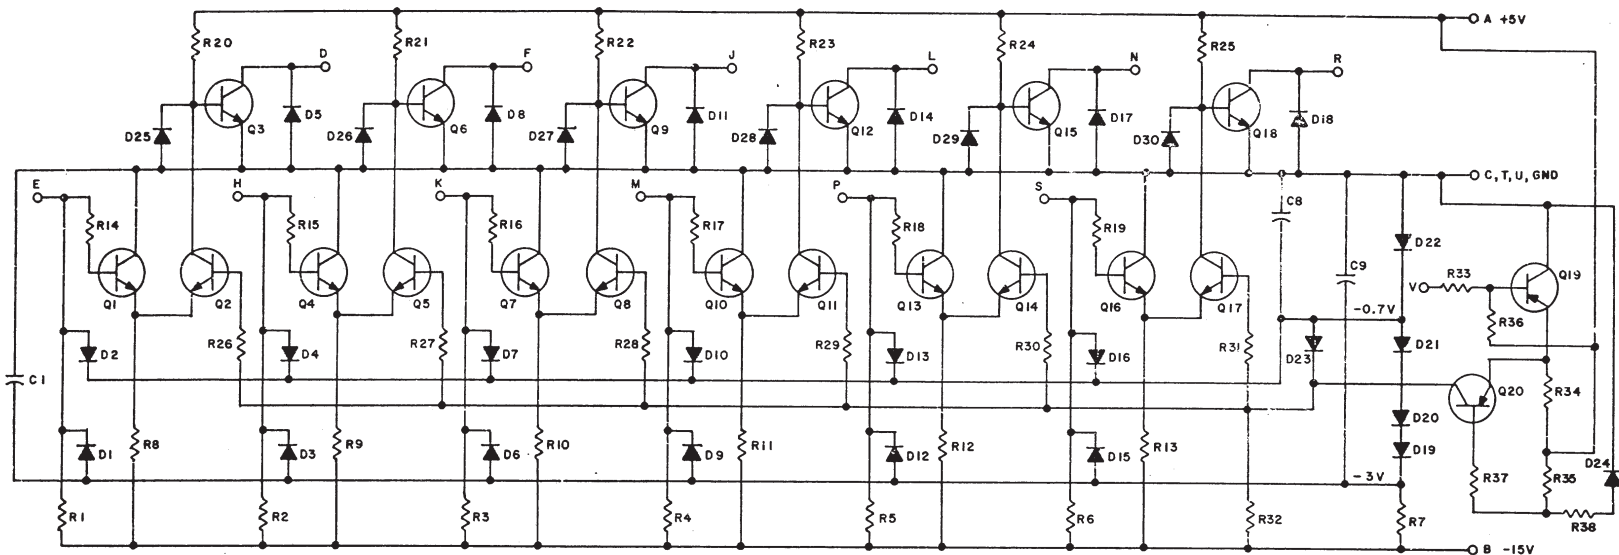 A +5V
R20
R21
R22
R23
R24
R25
D
F
J
L
N
R
D25
Q3
D5
D26
Q6
D8
D27
Q9
D11
D28
Q12
D14
D29
Q15
D17
D30
Q18
D18
E
H
K
M
P
S
C, T, U, GND
R14
R15
R16
R17
R18
R19
C8
D22
C9
R33
Q19
V
Q1
Q2
Q4
Q5
Q7
Q8
Q10
Q11
Q13
Q14
Q16
Q17
-0.7V
R36
R26
R27
R28
R29
R30
R31
D2
D4
D7
D10
D13
D16
D23
D21
C1
Q20
R34
D20
R8
R9
R10
R11
R12
R13
D1
D3
D6
D9
D12
D15
D19
D24
-3V
R37
R35
R1
R2
R3
R4
R5
R6
R32
R7
R38
B -15V